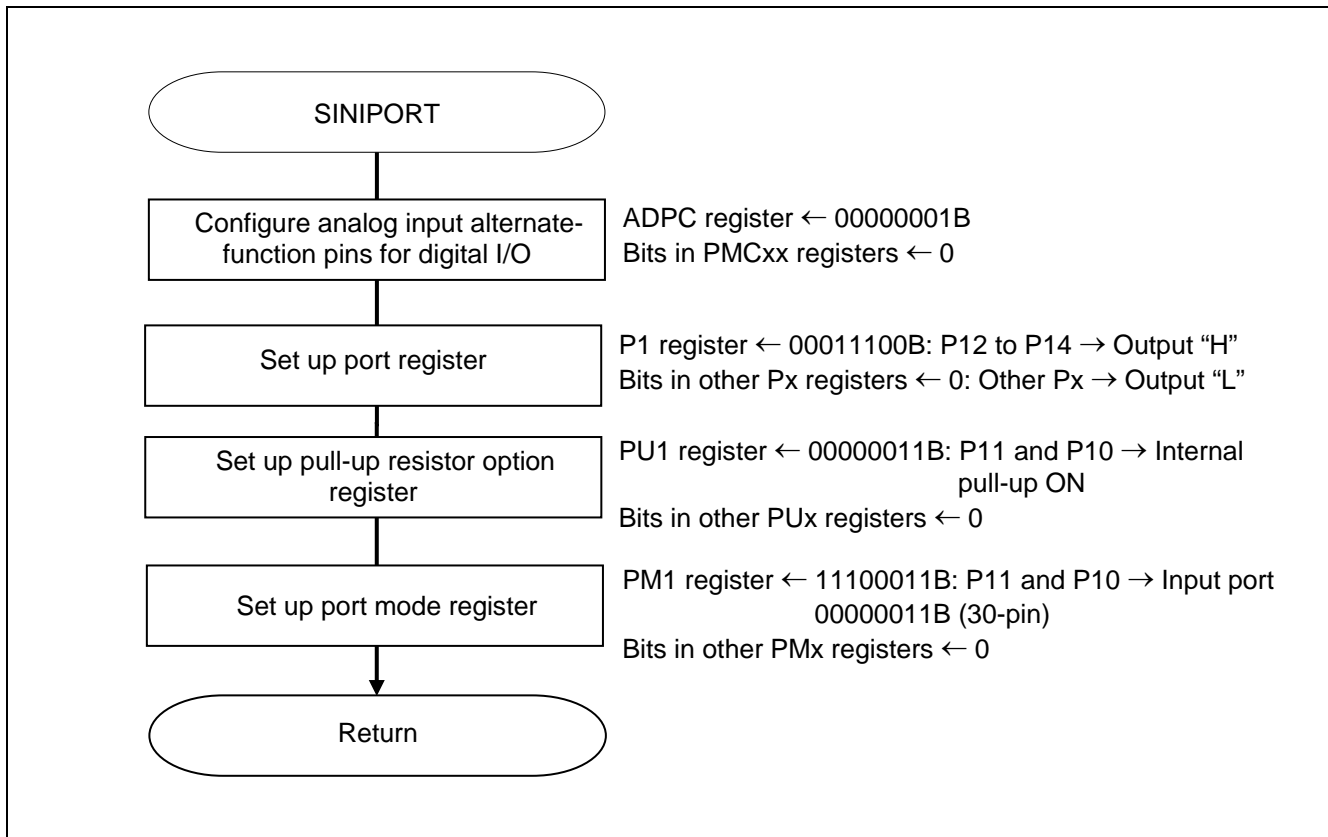 SINIPORT
Configure analog input alternate-
function pins for digital I/O
ADPC register ← 00000001B
Bits in PMCxx registers ← 0
Set up port register
P1 register ← 00011100B: P12 to P14 → Output “H”
Bits in other Px registers ← 0: Other Px → Output “L”
Set up pull-up resistor option
register
PU1 register ← 00000011B: P11 and P10 → Internal
pull-up ON
Bits in other PUx registers ← 0
Set up port mode register
PM1 register ← 11100011B: P11 and P10 → Input port
00000011B (30-pin)
Bits in other PMx registers ← 0
Return